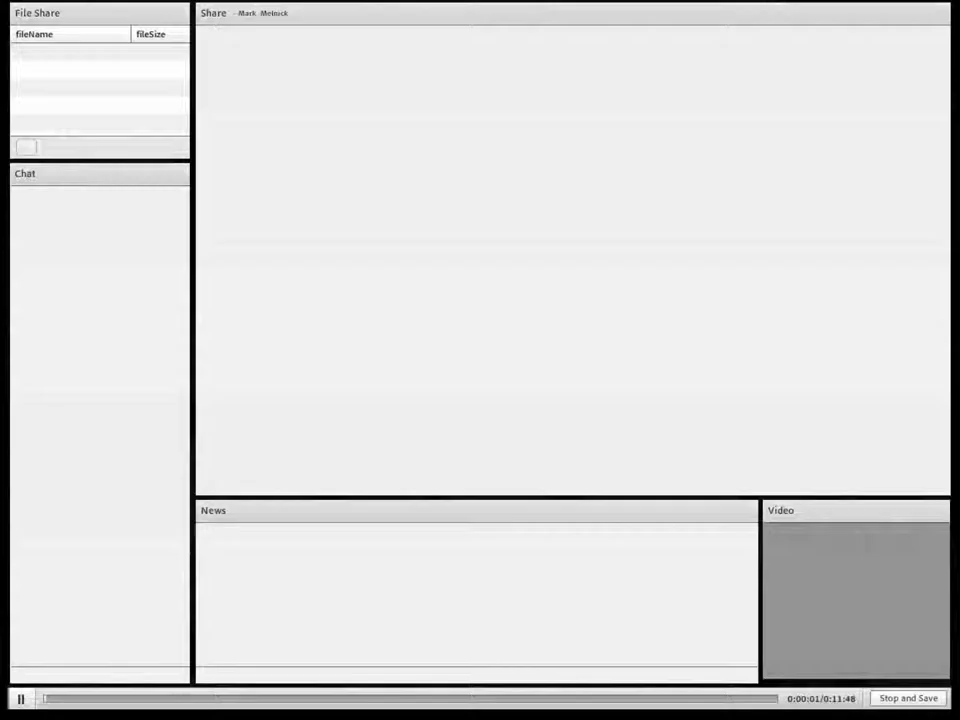 File Share
fileName fileSize
Chat
Share - Mark Melnick
News
Video
0:00:01/0:11:48 Stop and Save